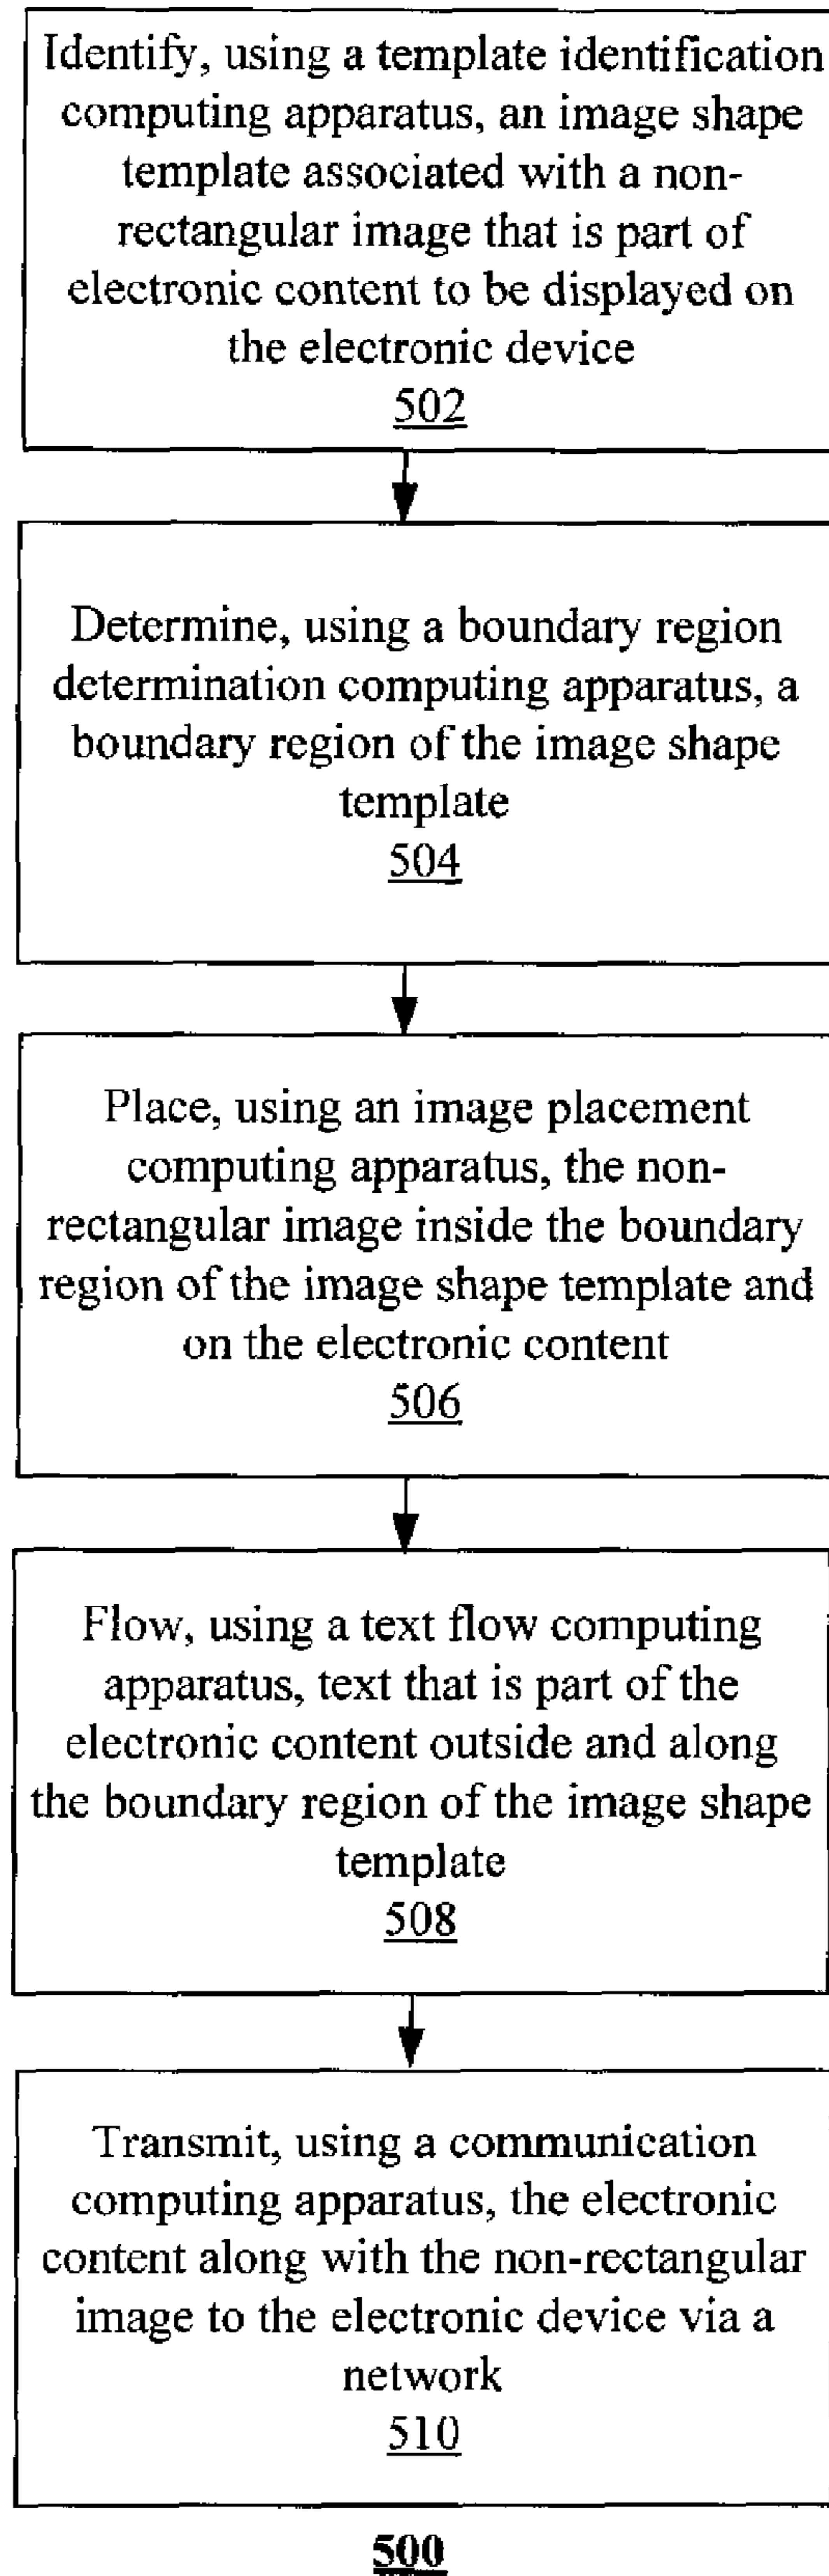 Identify, using a template identification
computing apparatus, an image shape
template associated with a non-
rectangular image that is part of
electronic content to be displayed on
the electronic device
502
Determine, using a boundary region
determination computing apparatus, a
boundary region of the image shape
template
504
Place, using an image placement
computing apparatus, the non-
rectangular image inside the boundary
region of the image shape template and
on the electronic content
506
Flow, using a text flow computing
apparatus, text that is part of the
electronic content outside and along
the boundary region of the image shape
template
508
Transmit, using a communication
computing apparatus, the electronic
content along with the non-rectangular
image to the electronic device via a
network
510
500